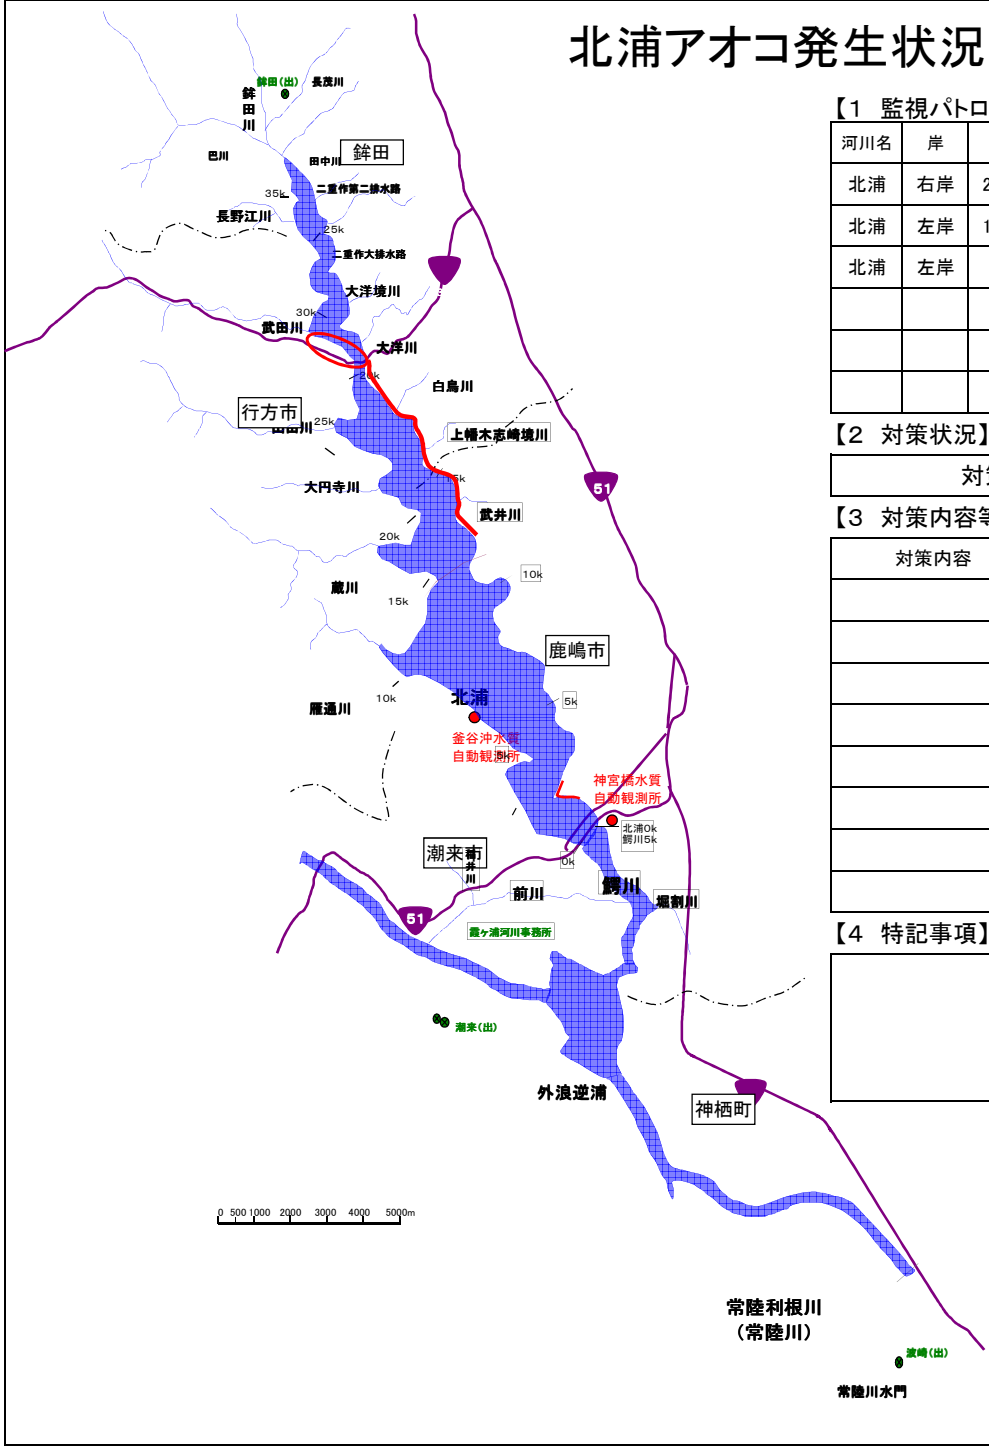 北浦アオコ発生状況
【1 監視パトロ
河川名 岸
北浦 右岸 2
北浦 左岸 1
北浦 左岸
【2 対策状況】
対策
【3 対策内容等
対策内容
【4 特記事項】
鉾田(出)
長茂川
鉾田川
巴川
田中川
鉾田
35k
二重作第二排水路
長野江川
25k
二重作大排水路
大洋境川
30k
武田川
大洋川
20k
白鳥川
行方市
25k
上幡木志崎境川
15k
大円寺川
51
武井川
20k
10k
蔵川
15k
鹿嶋市
10k
北浦
5k
雁通川
釜谷沖水質
自動観測所
5k
神宮橋水質
自動観測所
北浦0k
鰐川5k
潮来市
0k
前川
鰐川
堀割川
51
霞ヶ浦河川事務所
潮来(出)
外浪逆浦
神栖町
0 500 1000 2000 3000 4000 5000m
常陸利根川
(常陸川)
波崎(出)
常陸川水門